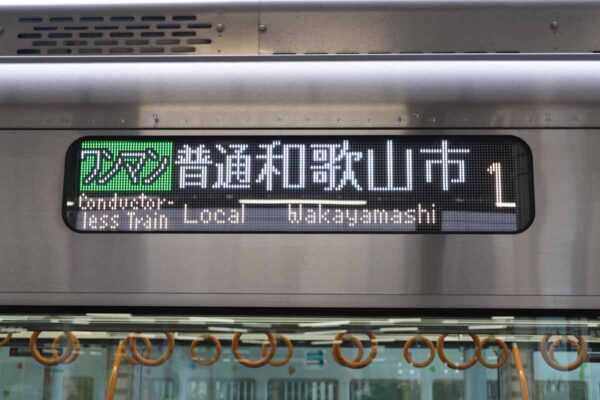 ワンマン 普通 和歌山市 1
Conductor-
less Train Local Wakayamashi